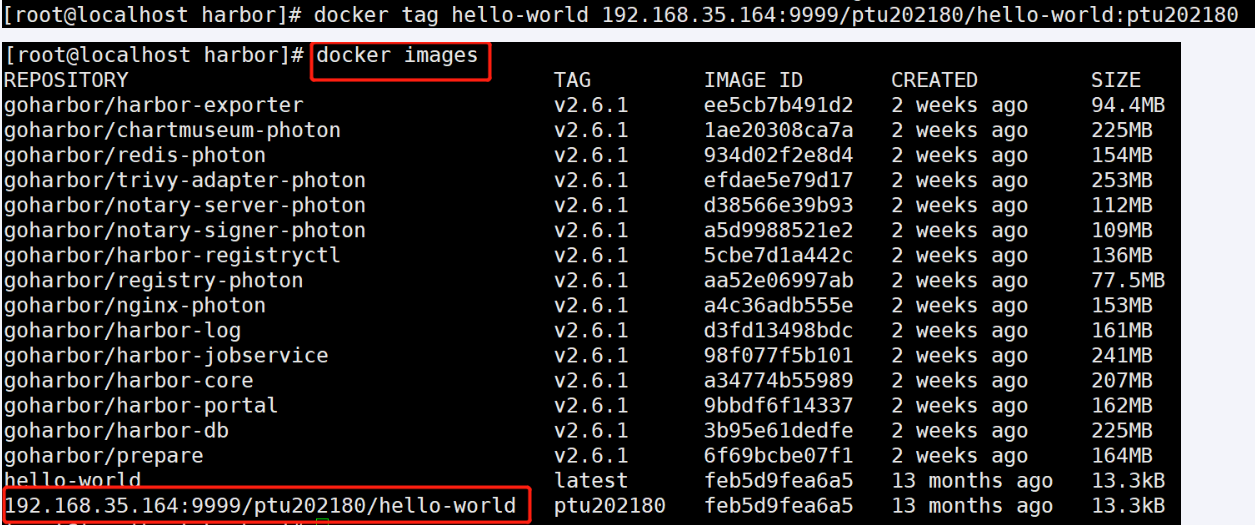 [root@localhost harbor]# docker tag hello-world 192.168.35.164:9999/ptu202180/hello-world:ptu202180
[root@localhost harbor]# docker images
REPOSITORY TAG IMAGE ID CREATED SIZE
goharbor/harbor-exporter v2.6.1 ee5cb7b491d2 2 weeks ago 94.4MB
goharbor/chartmuseum-photon v2.6.1 1ae20308ca7a 2 weeks ago 225MB
goharbor/redis-photon v2.6.1 934d02f2e8d4 2 weeks ago 154MB
goharbor/trivy-adapter-photon v2.6.1 efdae5e79d17 2 weeks ago 253MB
goharbor/notary-server-photon v2.6.1 d38566e39b93 2 weeks ago 112MB
goharbor/notary-signer-photon v2.6.1 a5d9988521e2 2 weeks ago 109MB
goharbor/harbor-registryctl v2.6.1 5cbe7d1a442c 2 weeks ago 136MB
goharbor/registry-photon v2.6.1 aa52e06997ab 2 weeks ago 77.5MB
goharbor/nginx-photon v2.6.1 a4c36adb555e 2 weeks ago 153MB
goharbor/harbor-log v2.6.1 d3fd13498bdc 2 weeks ago 161MB
goharbor/harbor-jobservice v2.6.1 98f077f5b101 2 weeks ago 241MB
goharbor/harbor-core v2.6.1 a34774b55989 2 weeks ago 207MB
goharbor/harbor-portal v2.6.1 9bbdf6f14337 2 weeks ago 162MB
goharbor/harbor-db v2.6.1 3b95e61dedfe 2 weeks ago 225MB
goharbor/prepare v2.6.1 6f69bcbe07f1 2 weeks ago 164MB
hello-world latest feb5d9fea6a5 13 months ago 13.3kB
192.168.35.164:9999/ptu202180/hello-world ptu202180 feb5d9fea6a5 13 months ago 13.3kB